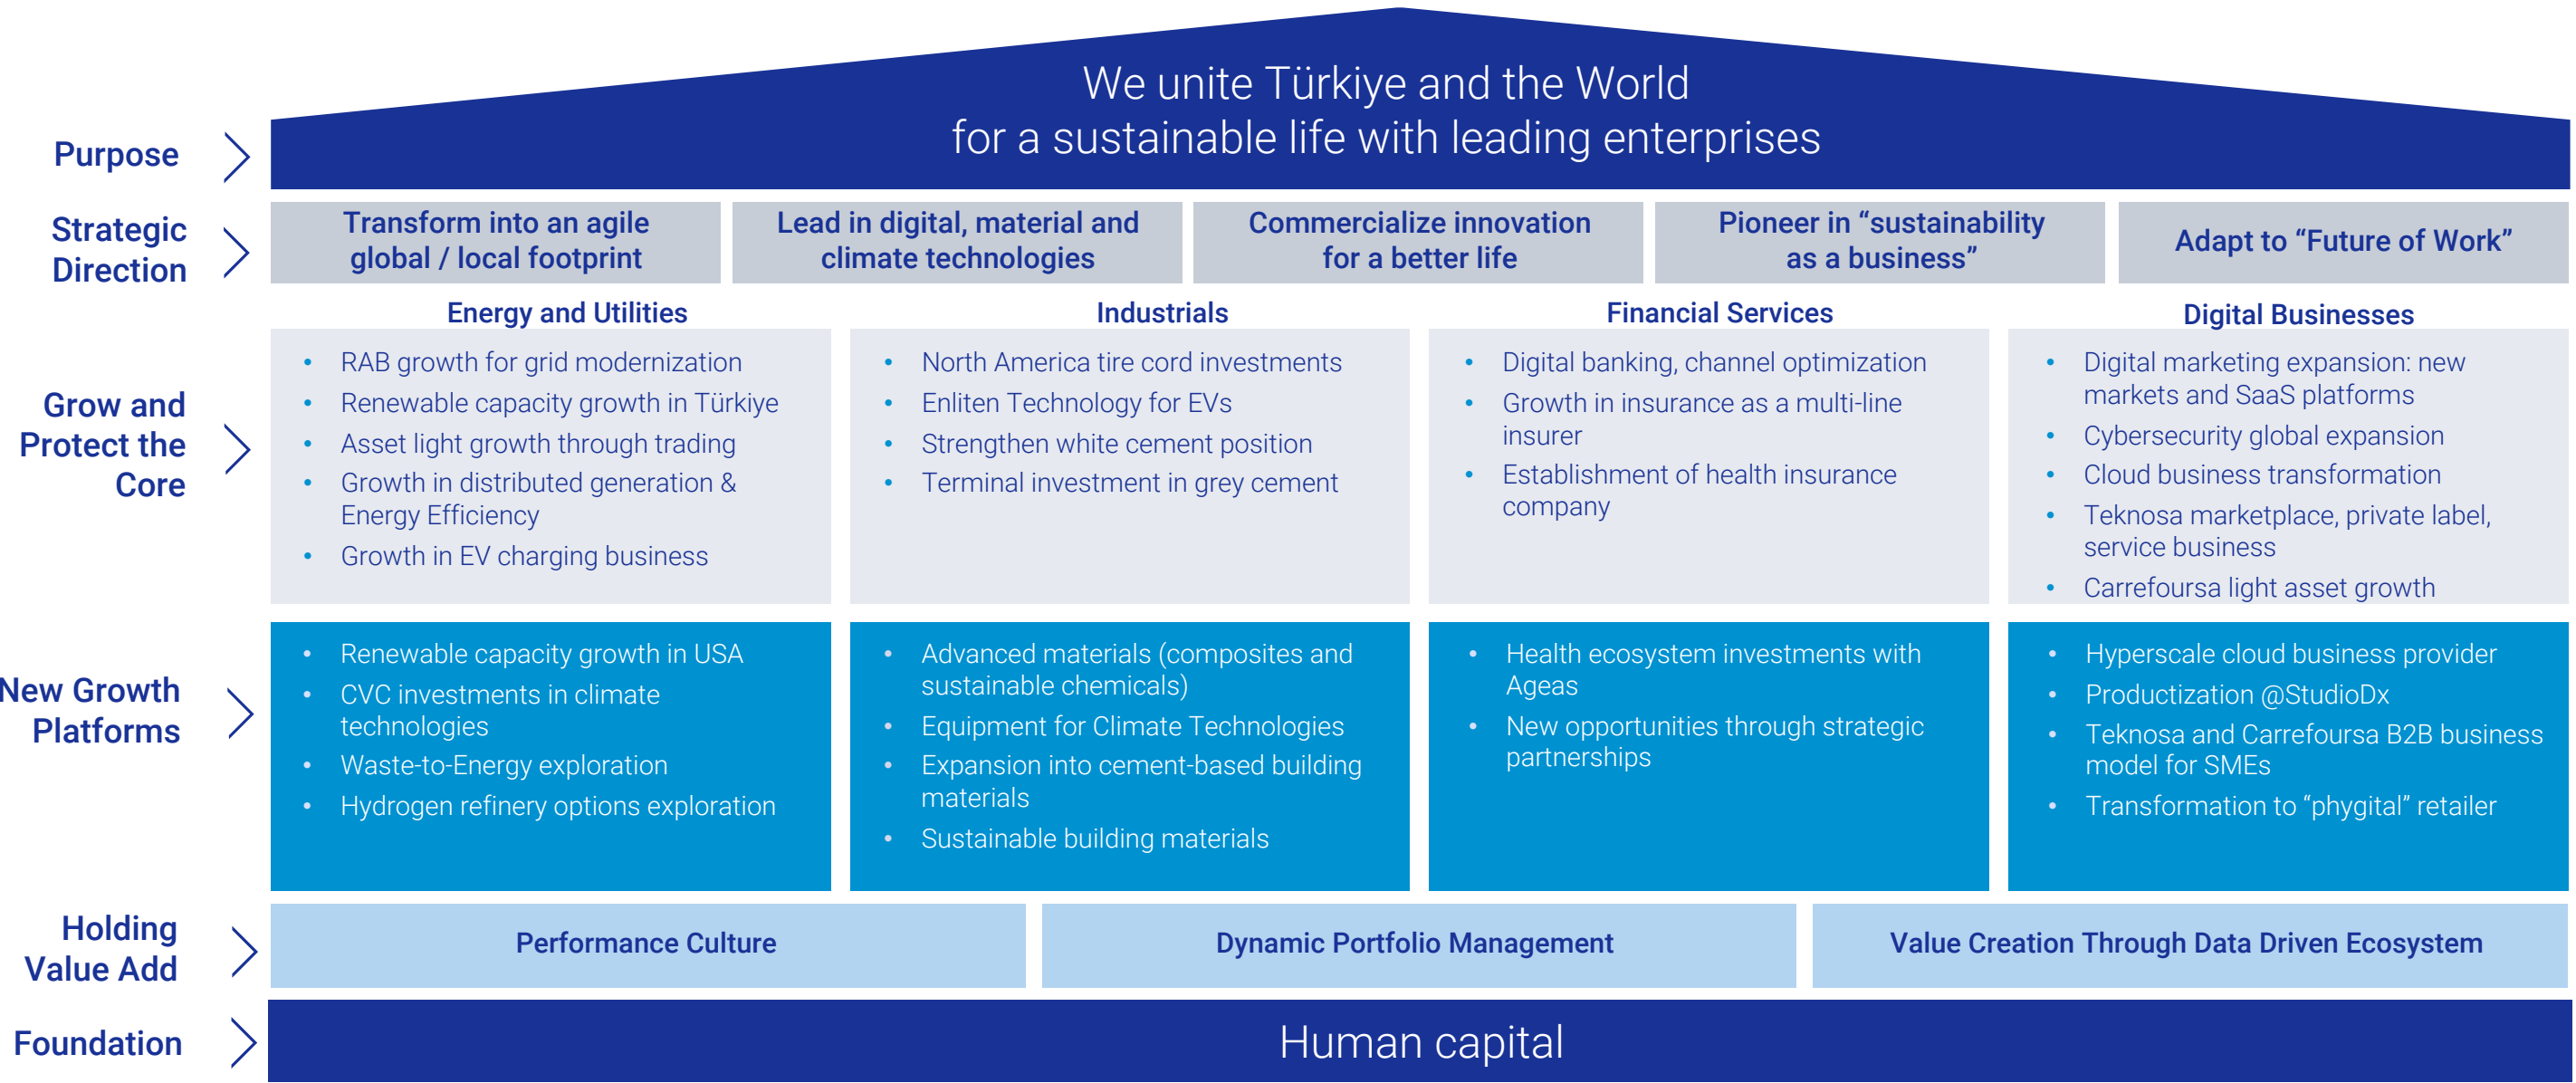 We unite Türkiye and the World
for a sustainable life with leading enterprises
Purpose
Strategic
Direction
Transform into an agile
global / local footprint
Lead in digital, material and
climate technologies
Commercialize innovation
for a better life
Pioneer in “sustainability
as a business”
Adapt to “Future of Work”
Grow and
Protect the
Core
Energy and Utilities
• RAB growth for grid modernization
• Renewable capacity growth in Türkiye
• Asset light growth through trading
• Growth in distributed generation &
Energy Efficiency
• Growth in EV charging business
Industrials
• North America tire cord investments
• Enliten Technology for EVs
• Strengthen white cement position
• Terminal investment in grey cement
Financial Services
• Digital banking, channel optimization
• Growth in insurance as a multi-line
insurer
• Establishment of health insurance
company
Digital Businesses
• Digital marketing expansion: new
markets and SaaS platforms
• Cybersecurity global expansion
• Cloud business transformation
• Teknosa marketplace, private label,
service business
• Carrefoursa light asset growth
New Growth
Platforms
• Renewable capacity growth in USA
• CVC investments in climate
technologies
• Waste-to-Energy exploration
• Hydrogen refinery options exploration
• Advanced materials (composites and
sustainable chemicals)
• Equipment for Climate Technologies
• Expansion into cement-based building
materials
• Sustainable building materials
• Health ecosystem investments with
Ageas
• New opportunities through strategic
partnerships
• Hyperscale cloud business provider
• Productization @StudioDx
• Teknosa and Carrefoursa B2B business
model for SMEs
• Transformation to “phygital” retailer
Holding
Value Add
Performance Culture
Dynamic Portfolio Management
Value Creation Through Data Driven Ecosystem
Foundation
Human capital